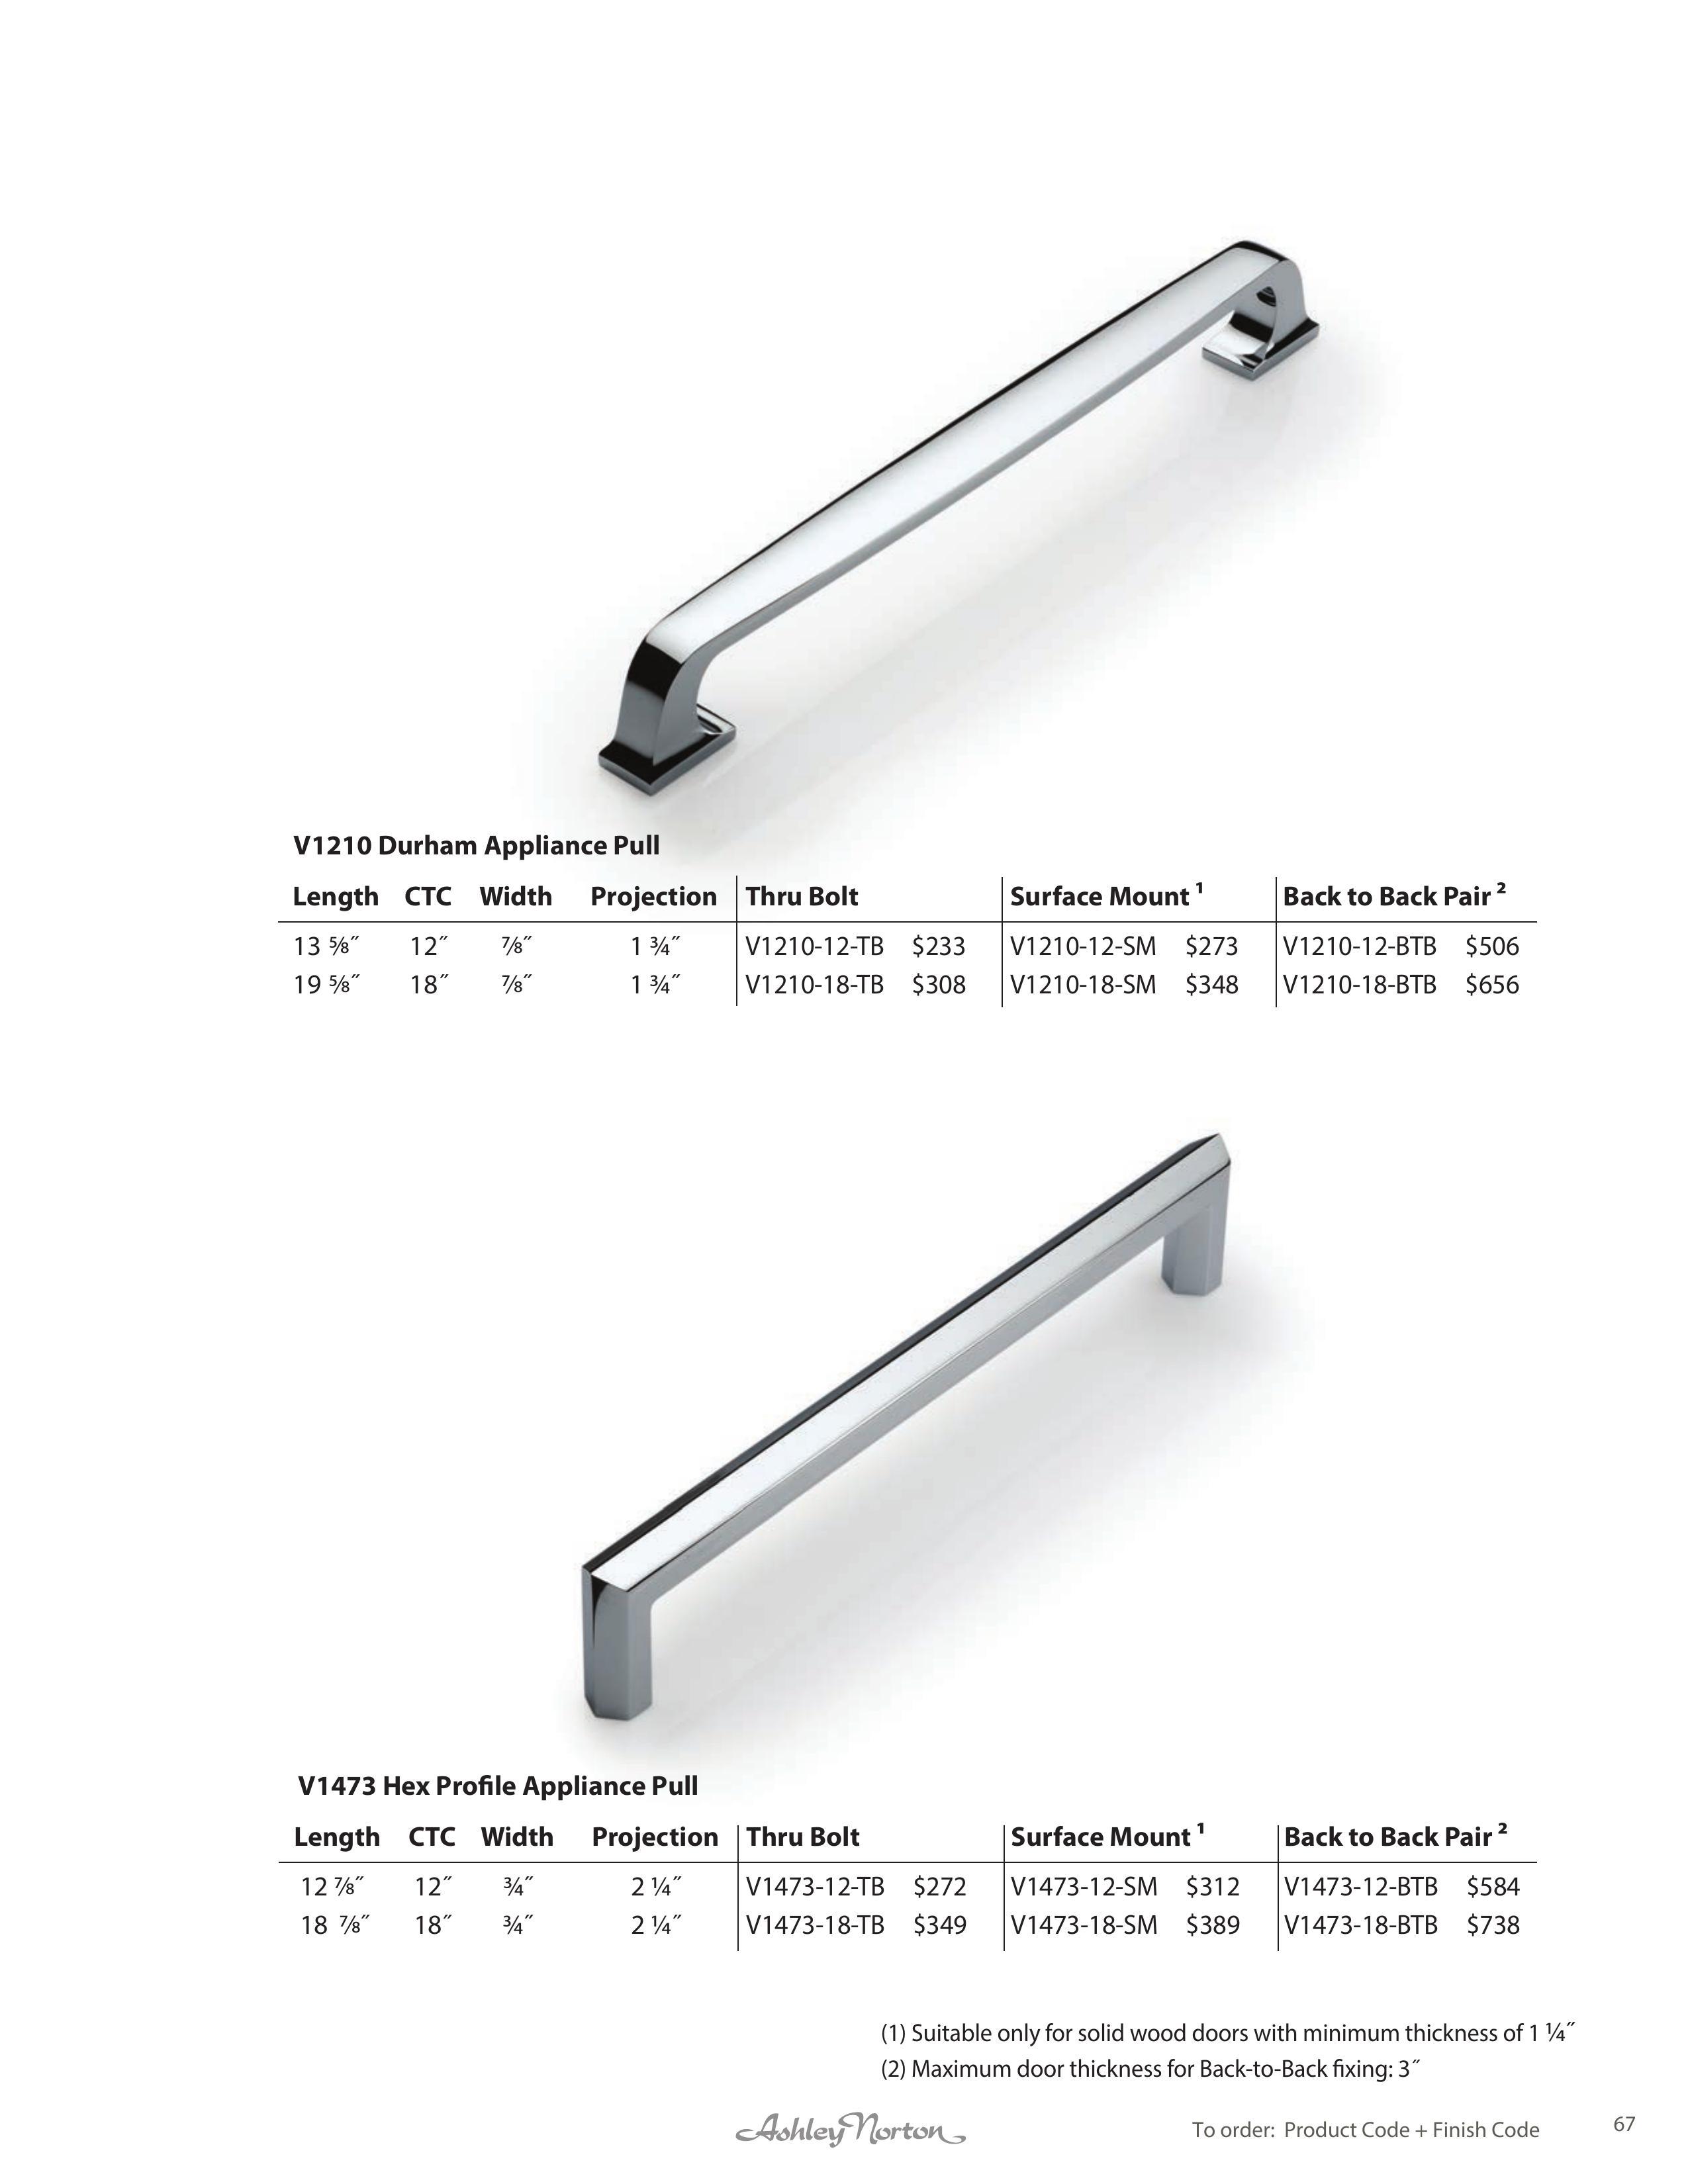 V1210 Durham Appliance Pull
Length CTC Width Projection Thru Bolt Surface Mount ¹ Back to Back Pair ²
13 ⅝˝ 12˝ ⅞˝ 1 ¾˝ V1210-12-TB $233 V1210-12-SM $273 V1210-12-BTB $506
19 ⅝˝ 18˝ ⅞˝ 1 ¾˝ V1210-18-TB $308 V1210-18-SM $348 V1210-18-BTB $656
V1473 Hex Profile Appliance Pull
Length CTC Width Projection Thru Bolt Surface Mount ¹ Back to Back Pair ²
12 ⅞˝ 12˝ ¾˝ 2 ¼˝ V1473-12-TB $272 V1473-12-SM $312 V1473-12-BTB $584
18 ⅞˝ 18˝ ¾˝ 2 ¼˝ V1473-18-TB $349 V1473-18-SM $389 V1473-18-BTB $738
(1) Suitable only for solid wood doors with minimum thickness of 1 ¼˝
(2) Maximum door thickness for Back-to-Back fixing: 3˝
Ashley Norton To order: Product Code + Finish Code 67